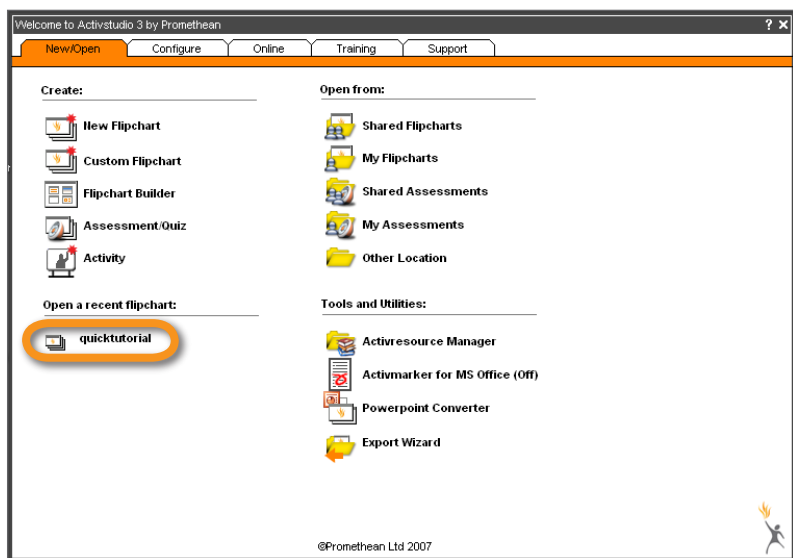 Welcome to Activstudio 3 by Promethean
? x
New/Open Configure Online Training Support
Create:
New Flipchart
Custom Flipchart
Flipchart Builder
Assessment/Quiz
Activity
Open a recent flipchart:
quicktutorial
Open from:
Shared Flipcharts
My Flipcharts
Shared Assessments
My Assessments
Other Location
Tools and Utilities:
Activresource Manager
Activmarker for MS Office (Off)
Powerpoint Converter
Export Wizard
©Promethean Ltd 2007